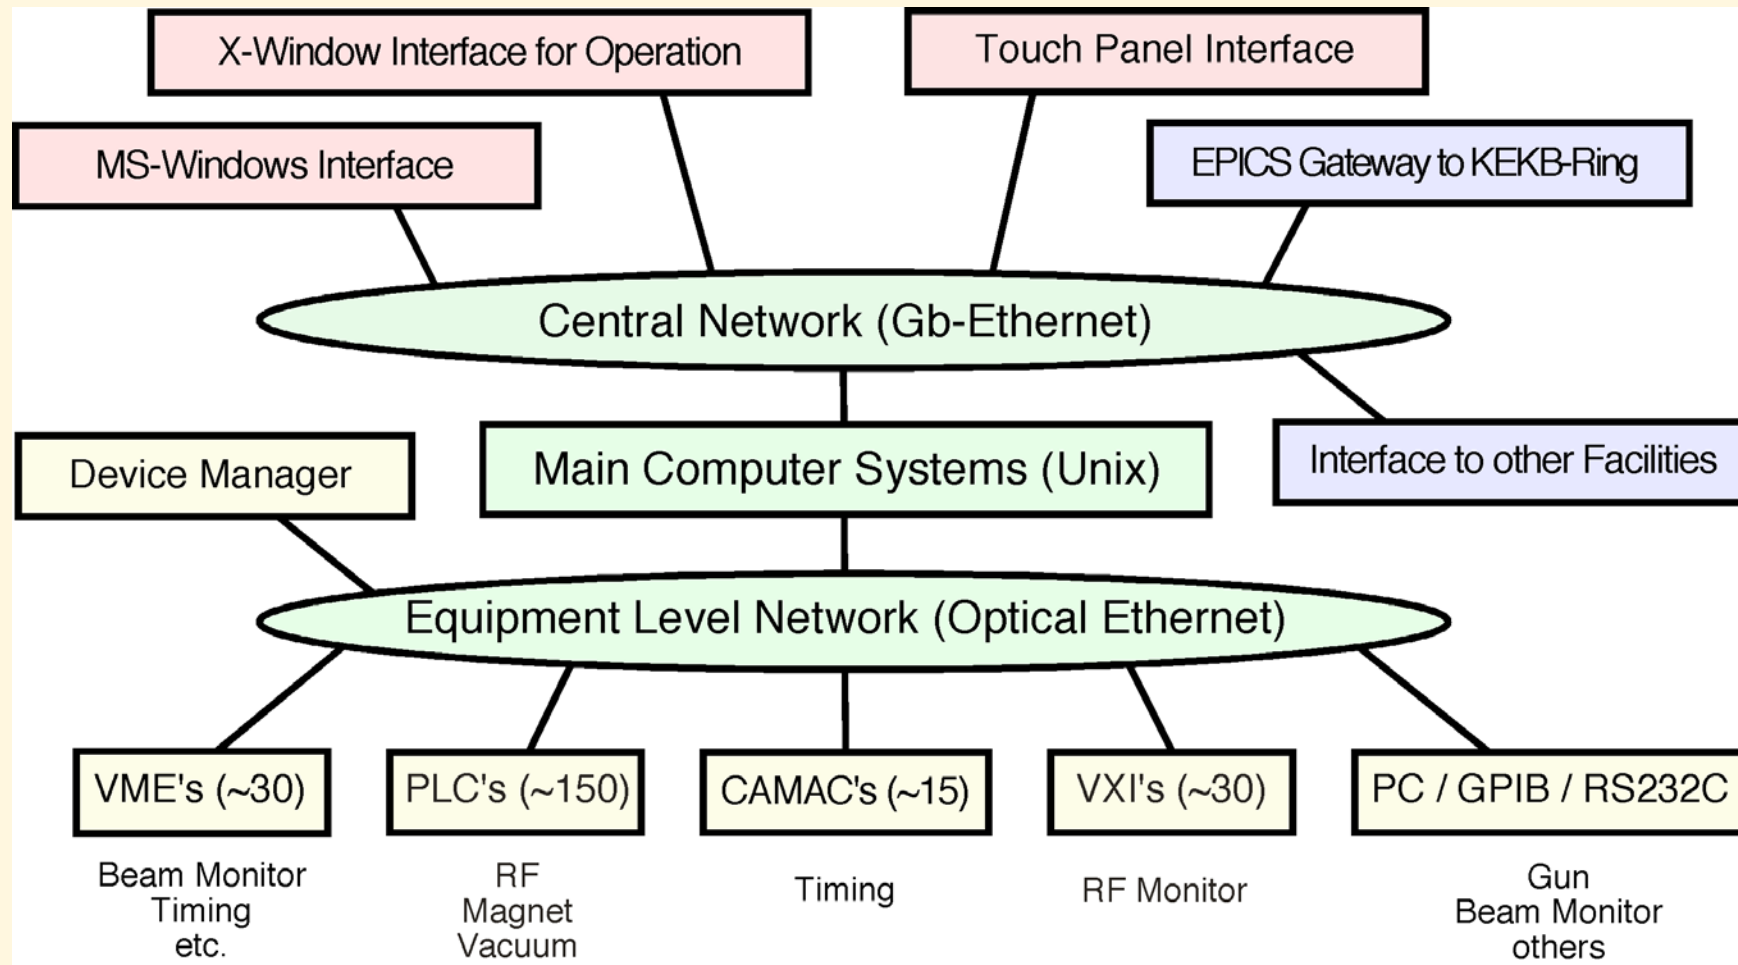 X-Window Interface for Operation
Touch Panel Interface
MS-Windows Interface
EPICS Gateway to KEKB-Ring
Central Network (Gb-Ethernet)
Device Manager
Main Computer Systems (Unix)
Interface to other Facilities
Equipment Level Network (Optical Ethernet)
VME's (~30)
PLC's (~150)
CAMAC's (~15)
VXI's (~30)
PC / GPIB / RS232C
Beam Monitor
Timing
etc.
RF
Magnet
Vacuum
Timing
RF Monitor
Gun
Beam Monitor
others